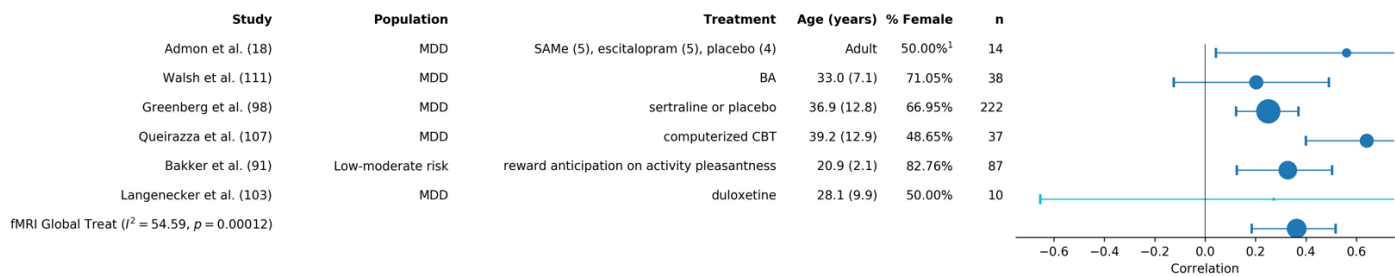 Study Population Treatment Age (years) % Female n
Admon et al. (18) MDD SAMe (5), escitalopram (5), placebo (4) Adult 50.00%¹ 14
Walsh et al. (111) MDD BA 33.0 (7.1) 71.05% 38
Greenberg et al. (98) MDD sertraline or placebo 36.9 (12.8) 66.95% 222
Queirazza et al. (107) MDD computerized CBT 39.2 (12.9) 48.65% 37
Bakker et al. (91) Low-moderate risk reward anticipation on activity pleasantness 20.9 (2.1) 82.76% 87
Langenecker et al. (103) MDD duloxetine 28.1 (9.9) 50.00% 10
fMRI Global Treat (I² = 54.59, p = 0.00012)
−0.6 −0.4 −0.2 0.0 0.2 0.4 0.6
Correlation